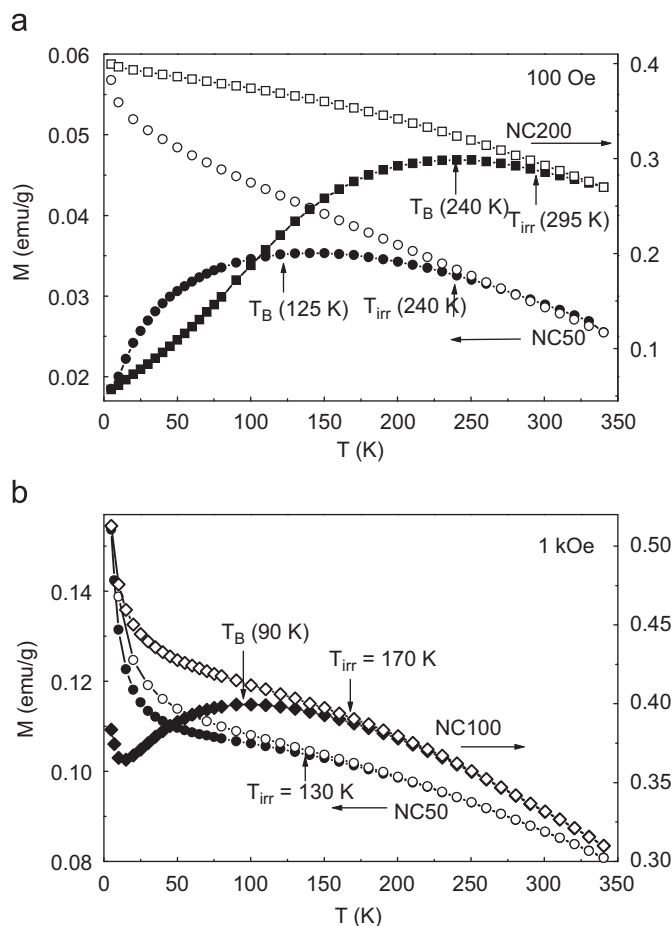 a
0.06
0.4
100 Oe
0.05
NC200
0.3
M (emu/g)
0.04
T_B (240 K)
T_irr (295 K)
0.2
0.03
T_B (125 K)
T_irr (240 K)
NC50
0.1
0.02
0 50 100 150 200 250 300 350
T (K)
b
1 kOe
0.50
0.14
0.45
T_B (90 K)
T_irr = 170 K
M (emu/g)
0.12
0.40
NC100
0.10
0.35
T_irr = 130 K
NC50
0.08
0.30
0 50 100 150 200 250 300 350
T (K)